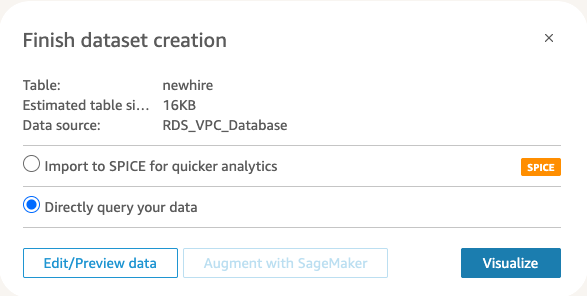 Finish dataset creation
Table: newhire
Estimated table si... 16KB
Data source: RDS_VPC_Database
Import to SPICE for quicker analytics SPICE
Directly query your data
Edit/Preview data Augment with SageMaker Visualize